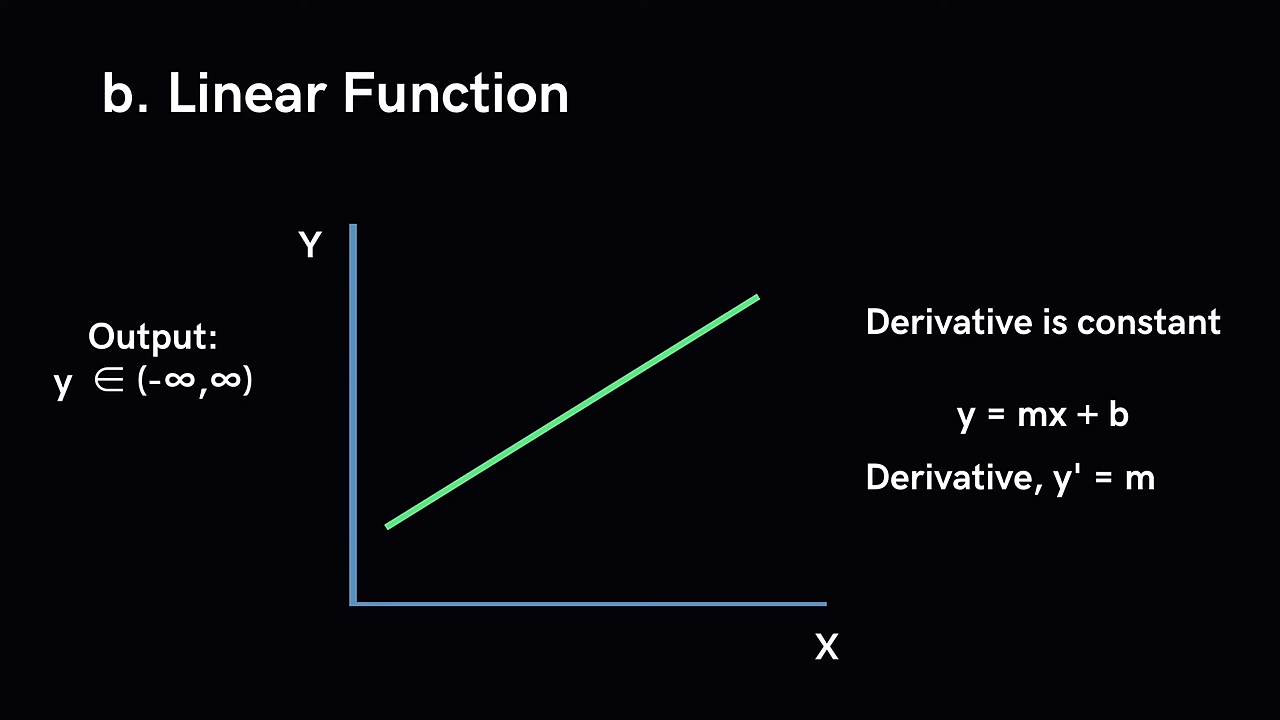 b. Linear Function
Y
Output:
y ∈ (-∞,∞)
Derivative is constant
y = mx + b
Derivative, y' = m
X